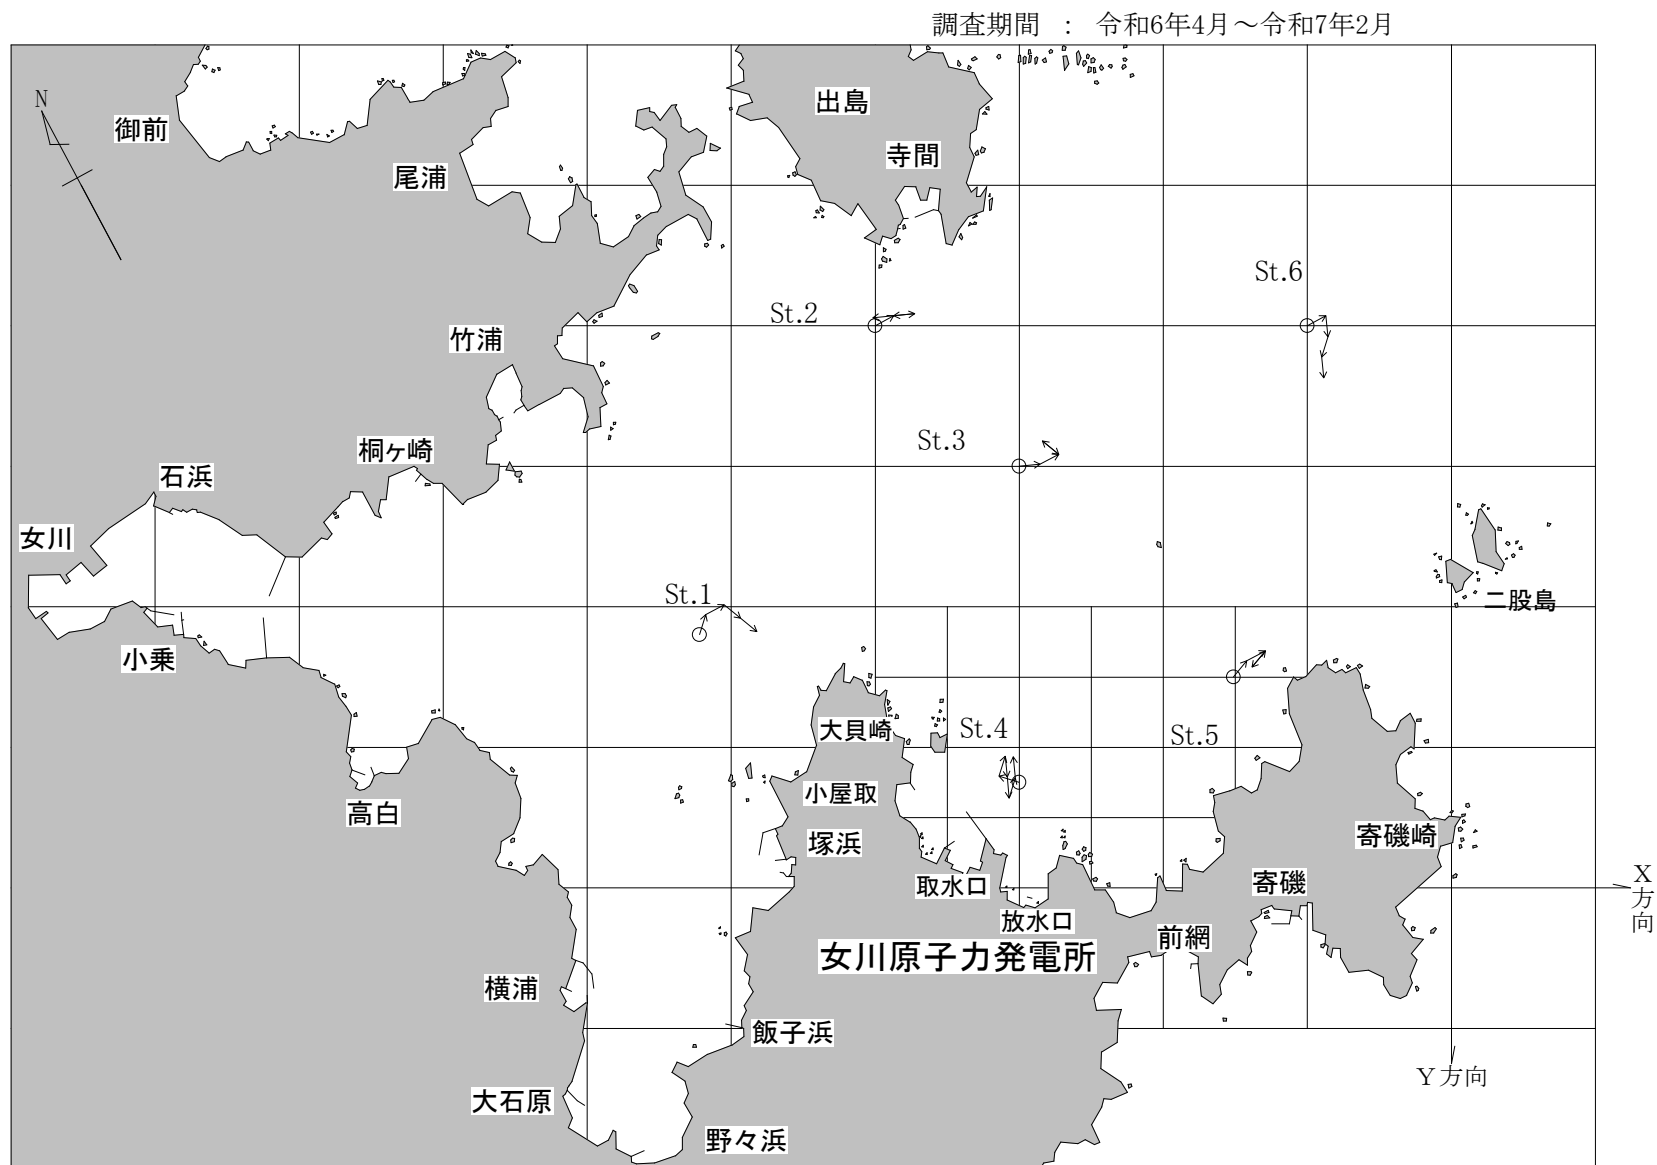 調査期間 : 令和6年4月～令和7年2月
N
御前
出島
寺間
尾浦
St.6
St.2
竹浦
St.3
桐ヶ崎
石浜
女川
St.1
二股島
小乗
大貝崎
St.4
St.5
小屋取
高白
塚浜
寄磯崎
取水口
寄磯
X方向
放水口
前網
女川原子力発電所
横浦
飯子浜
Y方向
大石原
野々浜